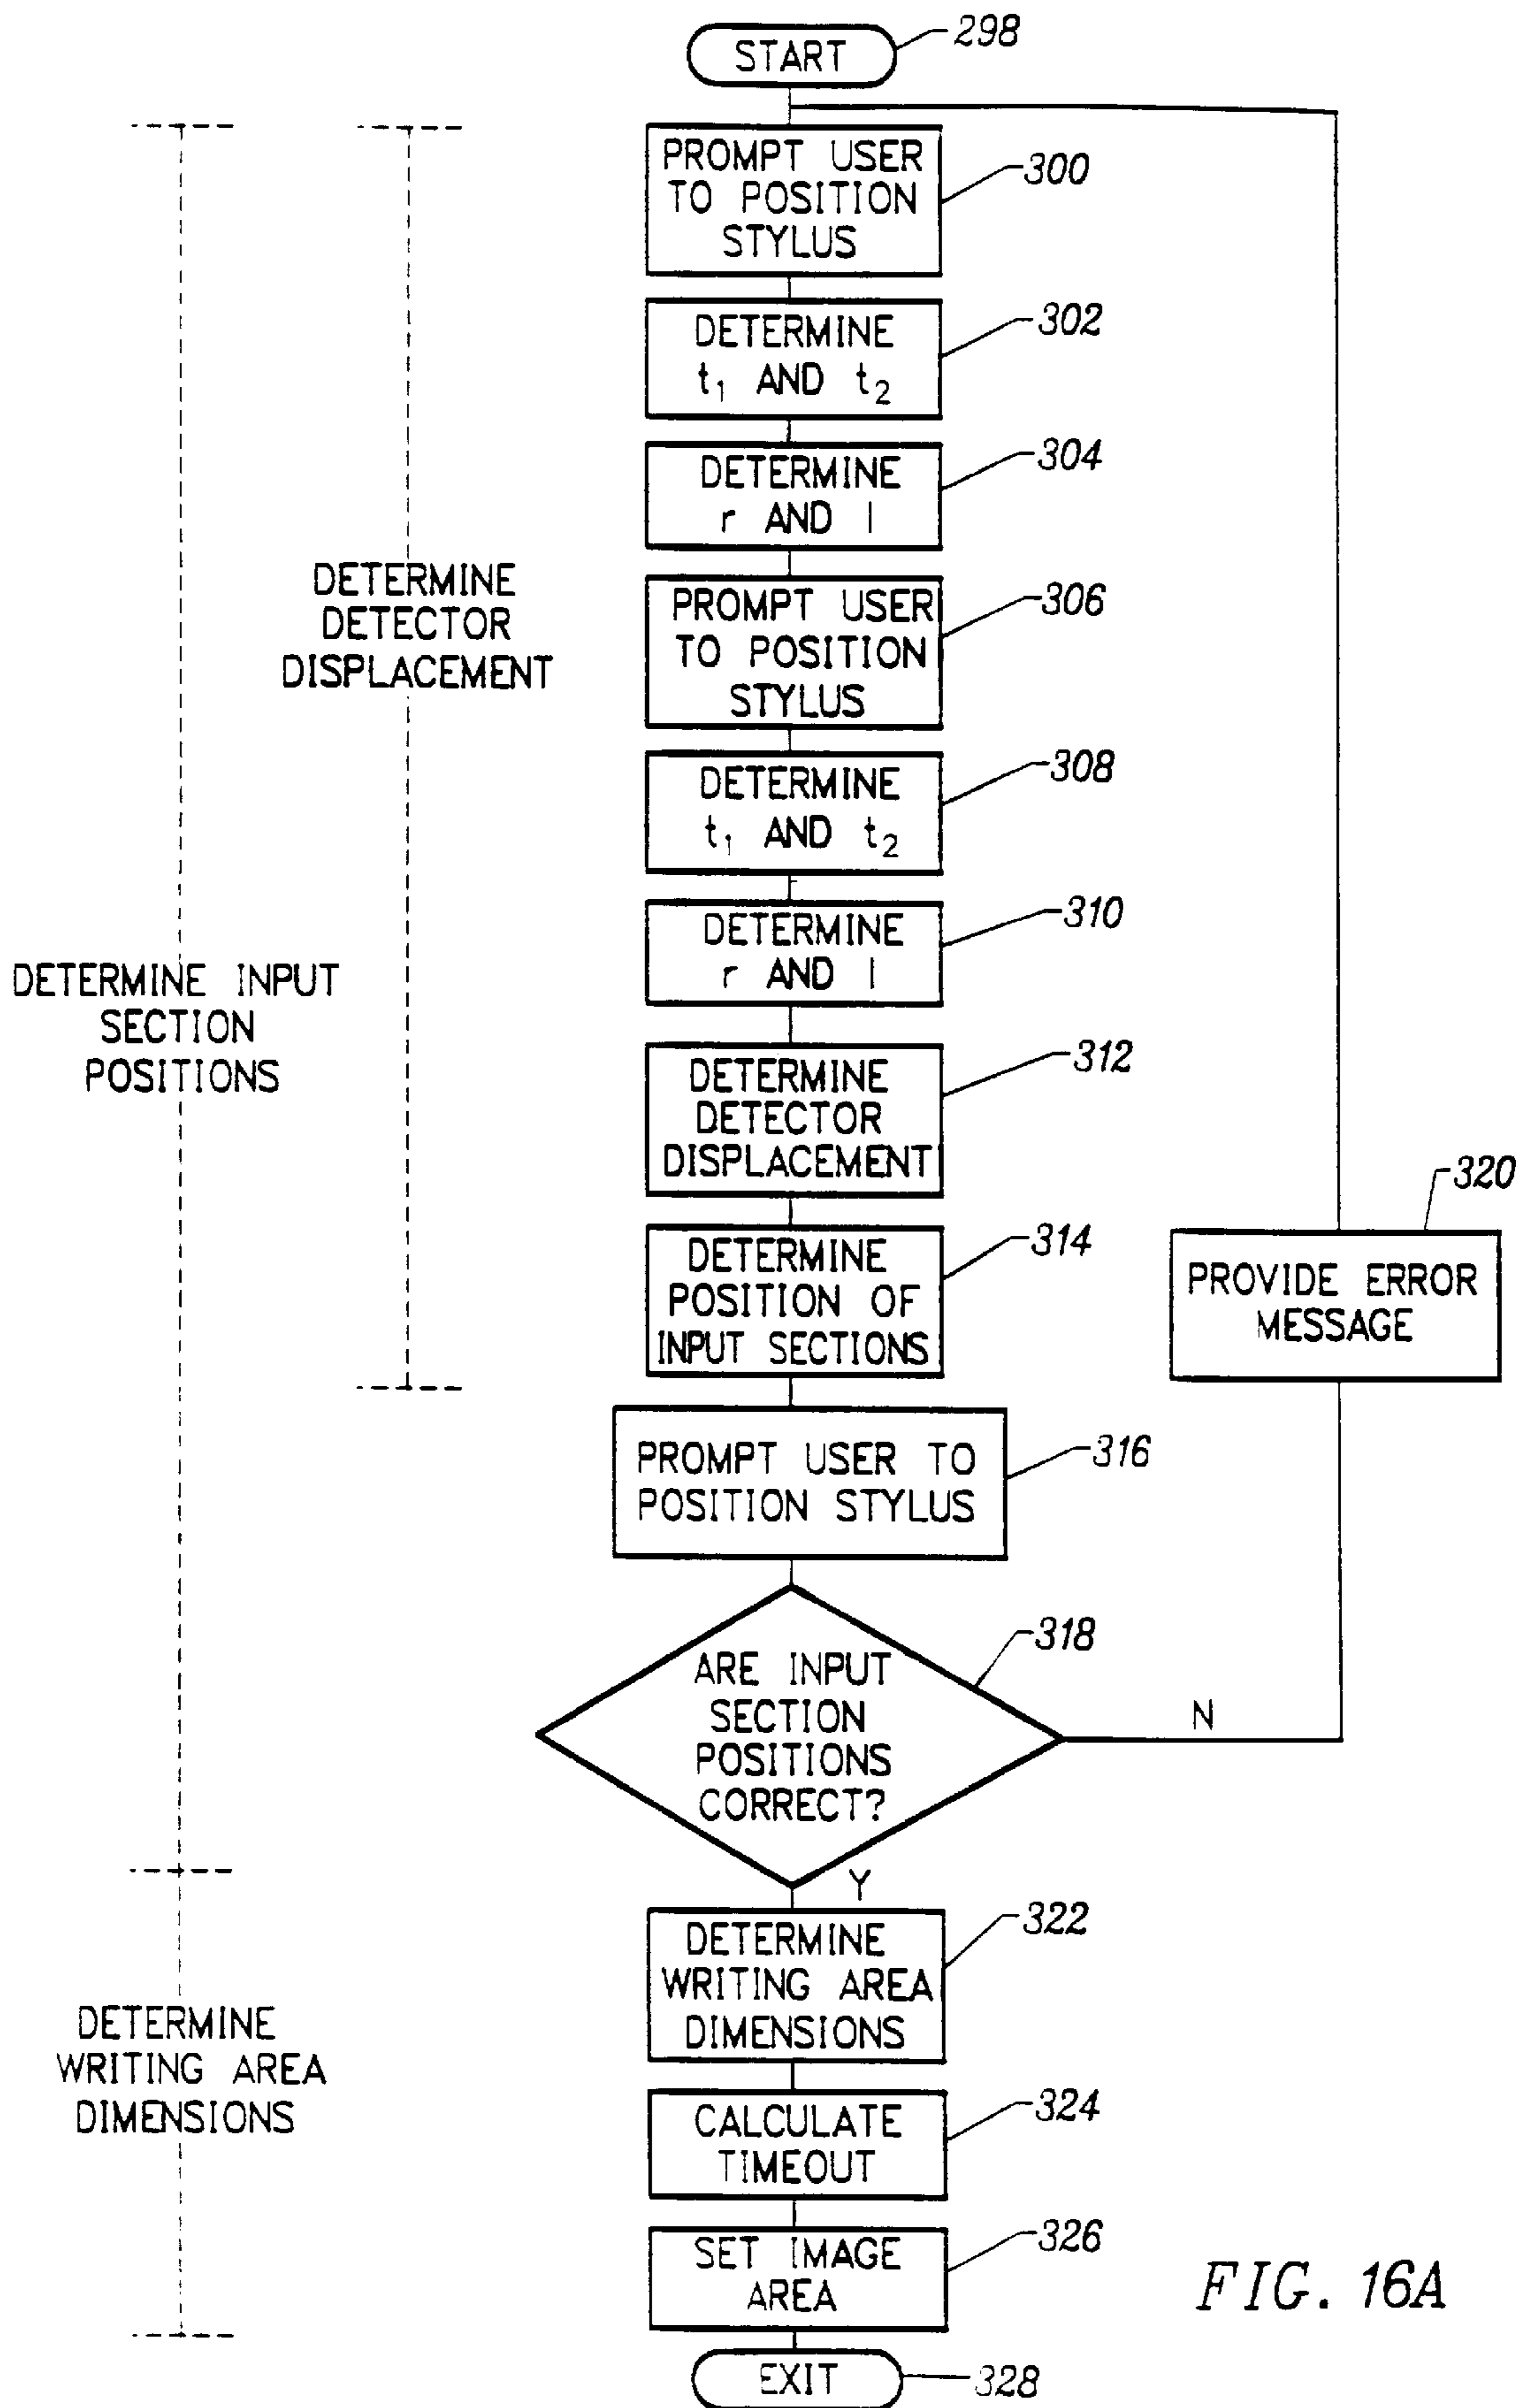 START
298
PROMPT USER
TO POSITION
STYLUS
300
DETERMINE
t₁ AND t₂
302
DETERMINE
r AND l
304
PROMPT USER
TO POSITION
STYLUS
306
DETERMINE
t₁ AND t₂
308
DETERMINE
r AND l
310
DETERMINE
DETECTOR
DISPLACEMENT
312
DETERMINE
POSITION OF
INPUT SECTIONS
314
DETERMINE
DETECTOR
DISPLACEMENT
DETERMINE INPUT
SECTION
POSITIONS
PROMPT USER TO
POSITION STYLUS
316
ARE INPUT
SECTION
POSITIONS
CORRECT?
318
N
PROVIDE ERROR
MESSAGE
320
Y
DETERMINE
WRITING AREA
DIMENSIONS
322
CALCULATE
TIMEOUT
324
SET IMAGE
AREA
326
DETERMINE
WRITING AREA
DIMENSIONS
EXIT
328
FIG. 16A